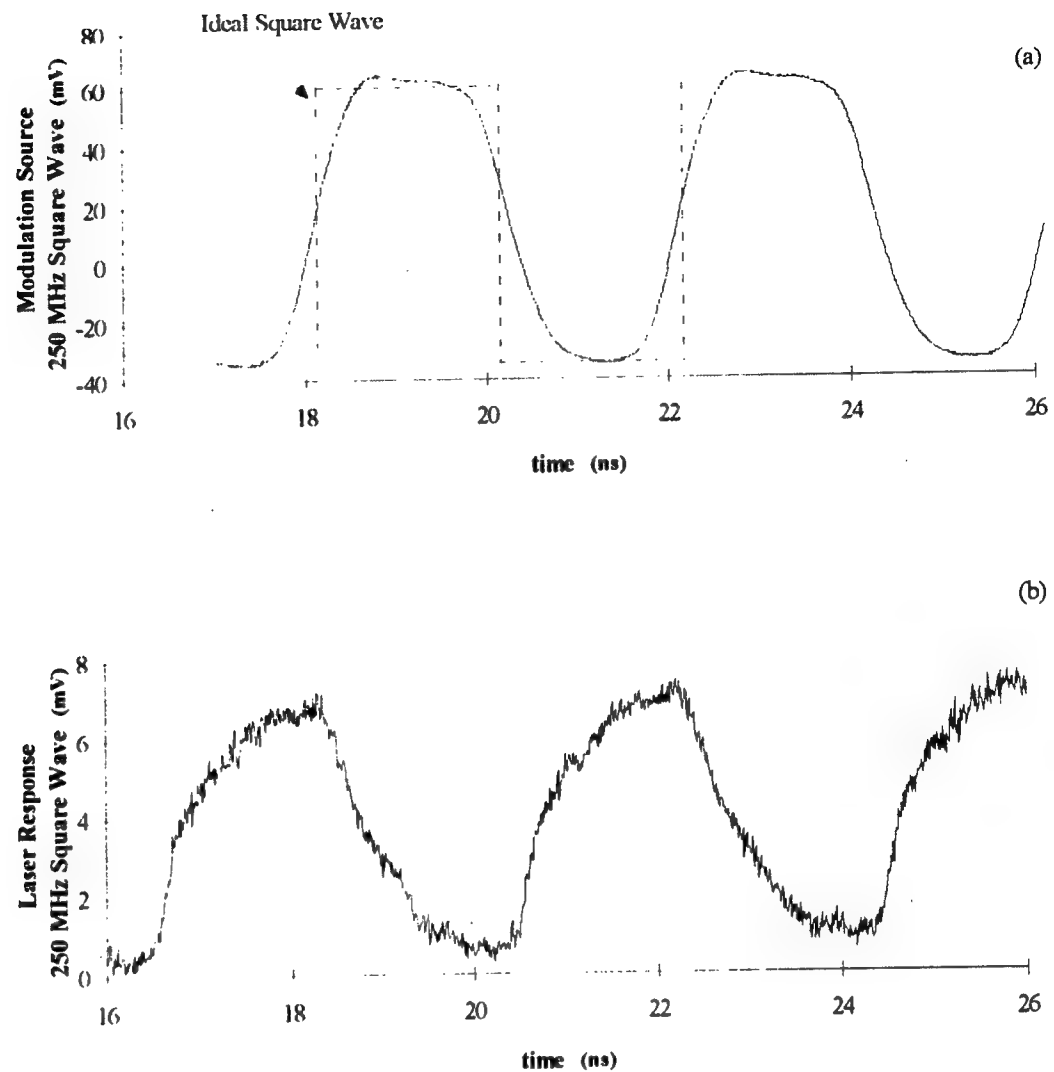 Ideal Square Wave
(a)
Modulation Source
250 MHz Square Wave (mV)
80
60
40
20
0
-20
-40
16
18
20
22
24
26
time (ns)
(b)
Laser Response
250 MHz Square Wave (mV)
8
6
4
2
0
16
18
20
22
24
26
time (ns)